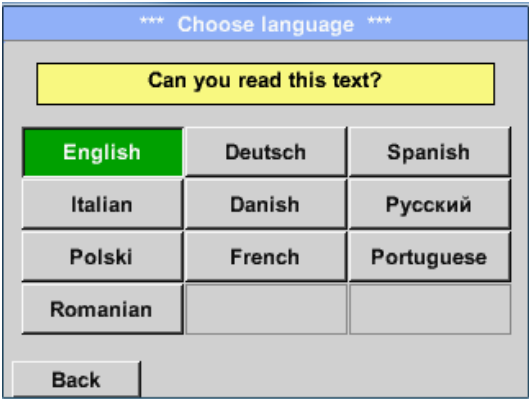 *** Choose language ***
Can you read this text?
English Deutsch Spanish
Italian Danish Русский
Polski French Portuguese
Romanian
Back